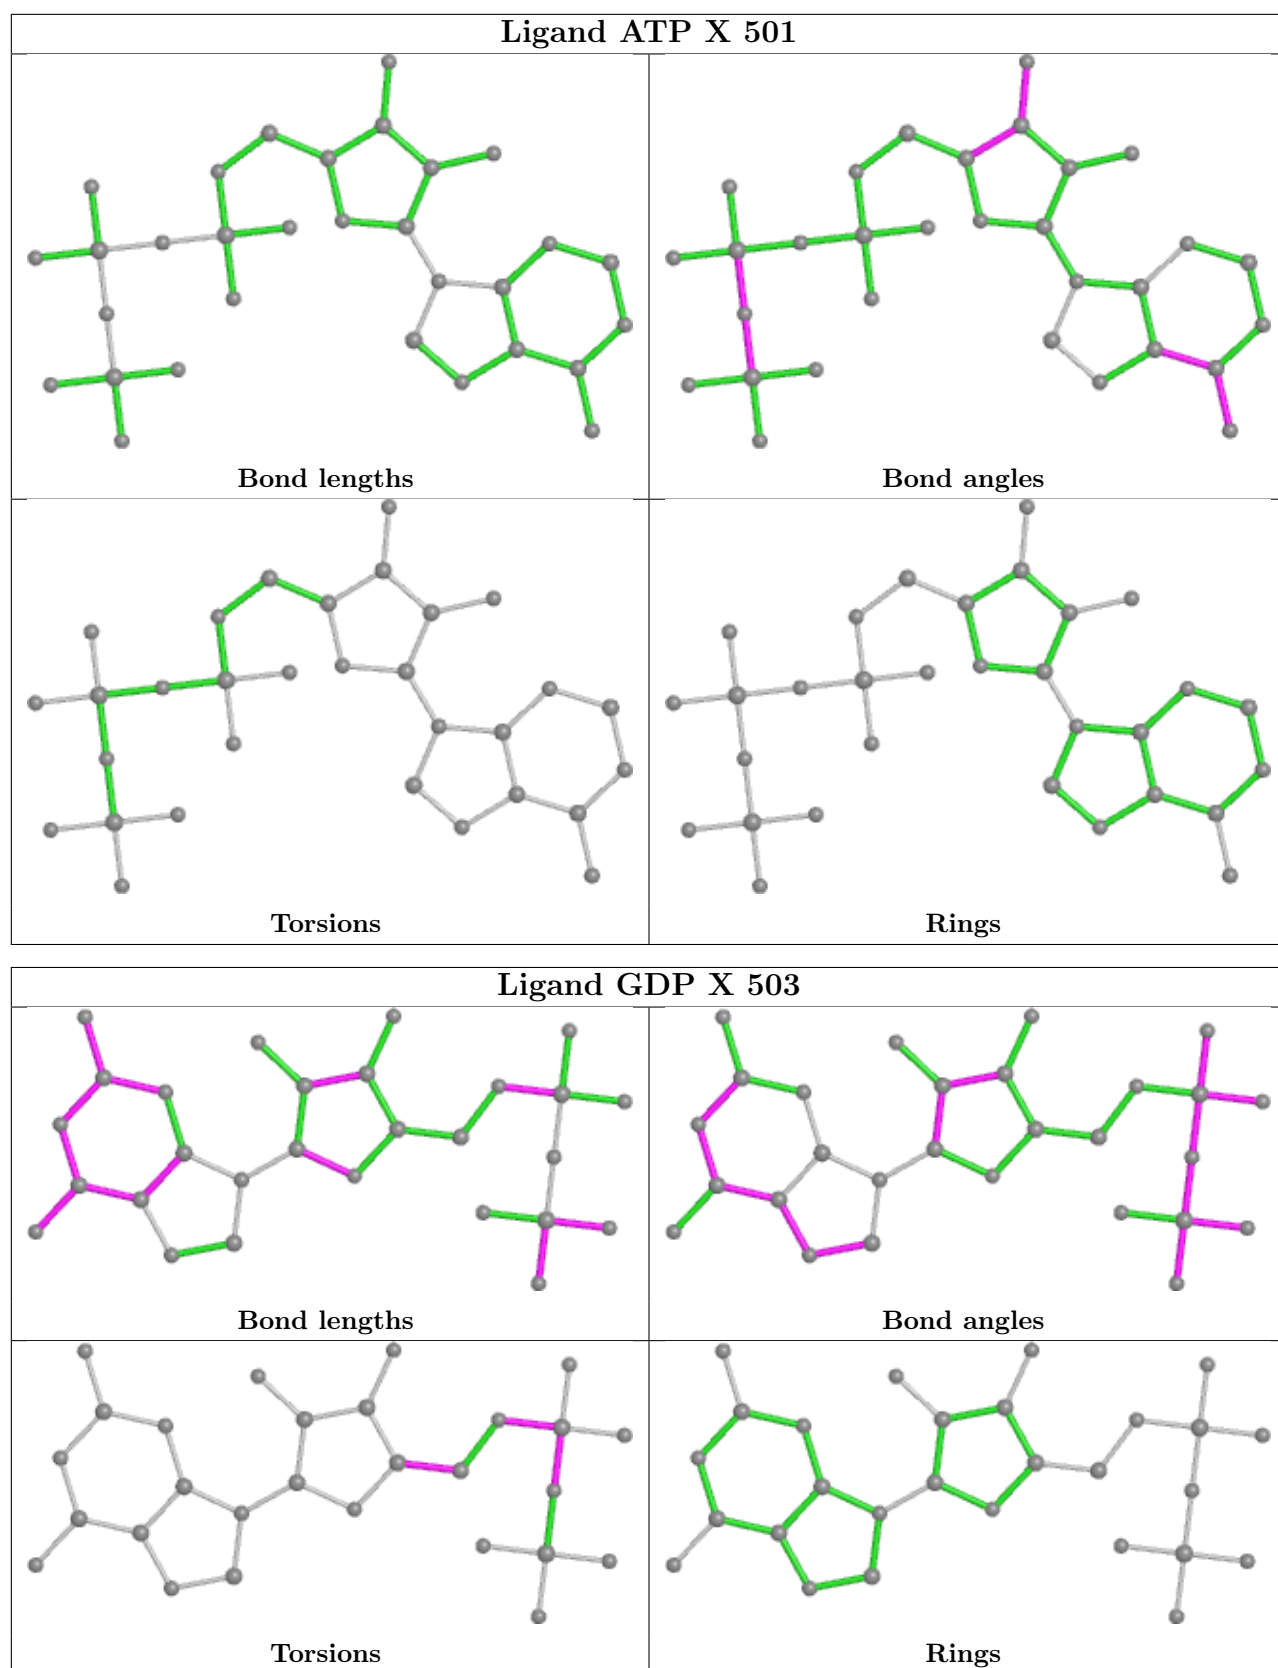 Ligand ATP X 501
Bond lengths
Bond angles
Torsions
Rings
Ligand GDP X 503
Bond lengths
Bond angles
Torsions
Rings